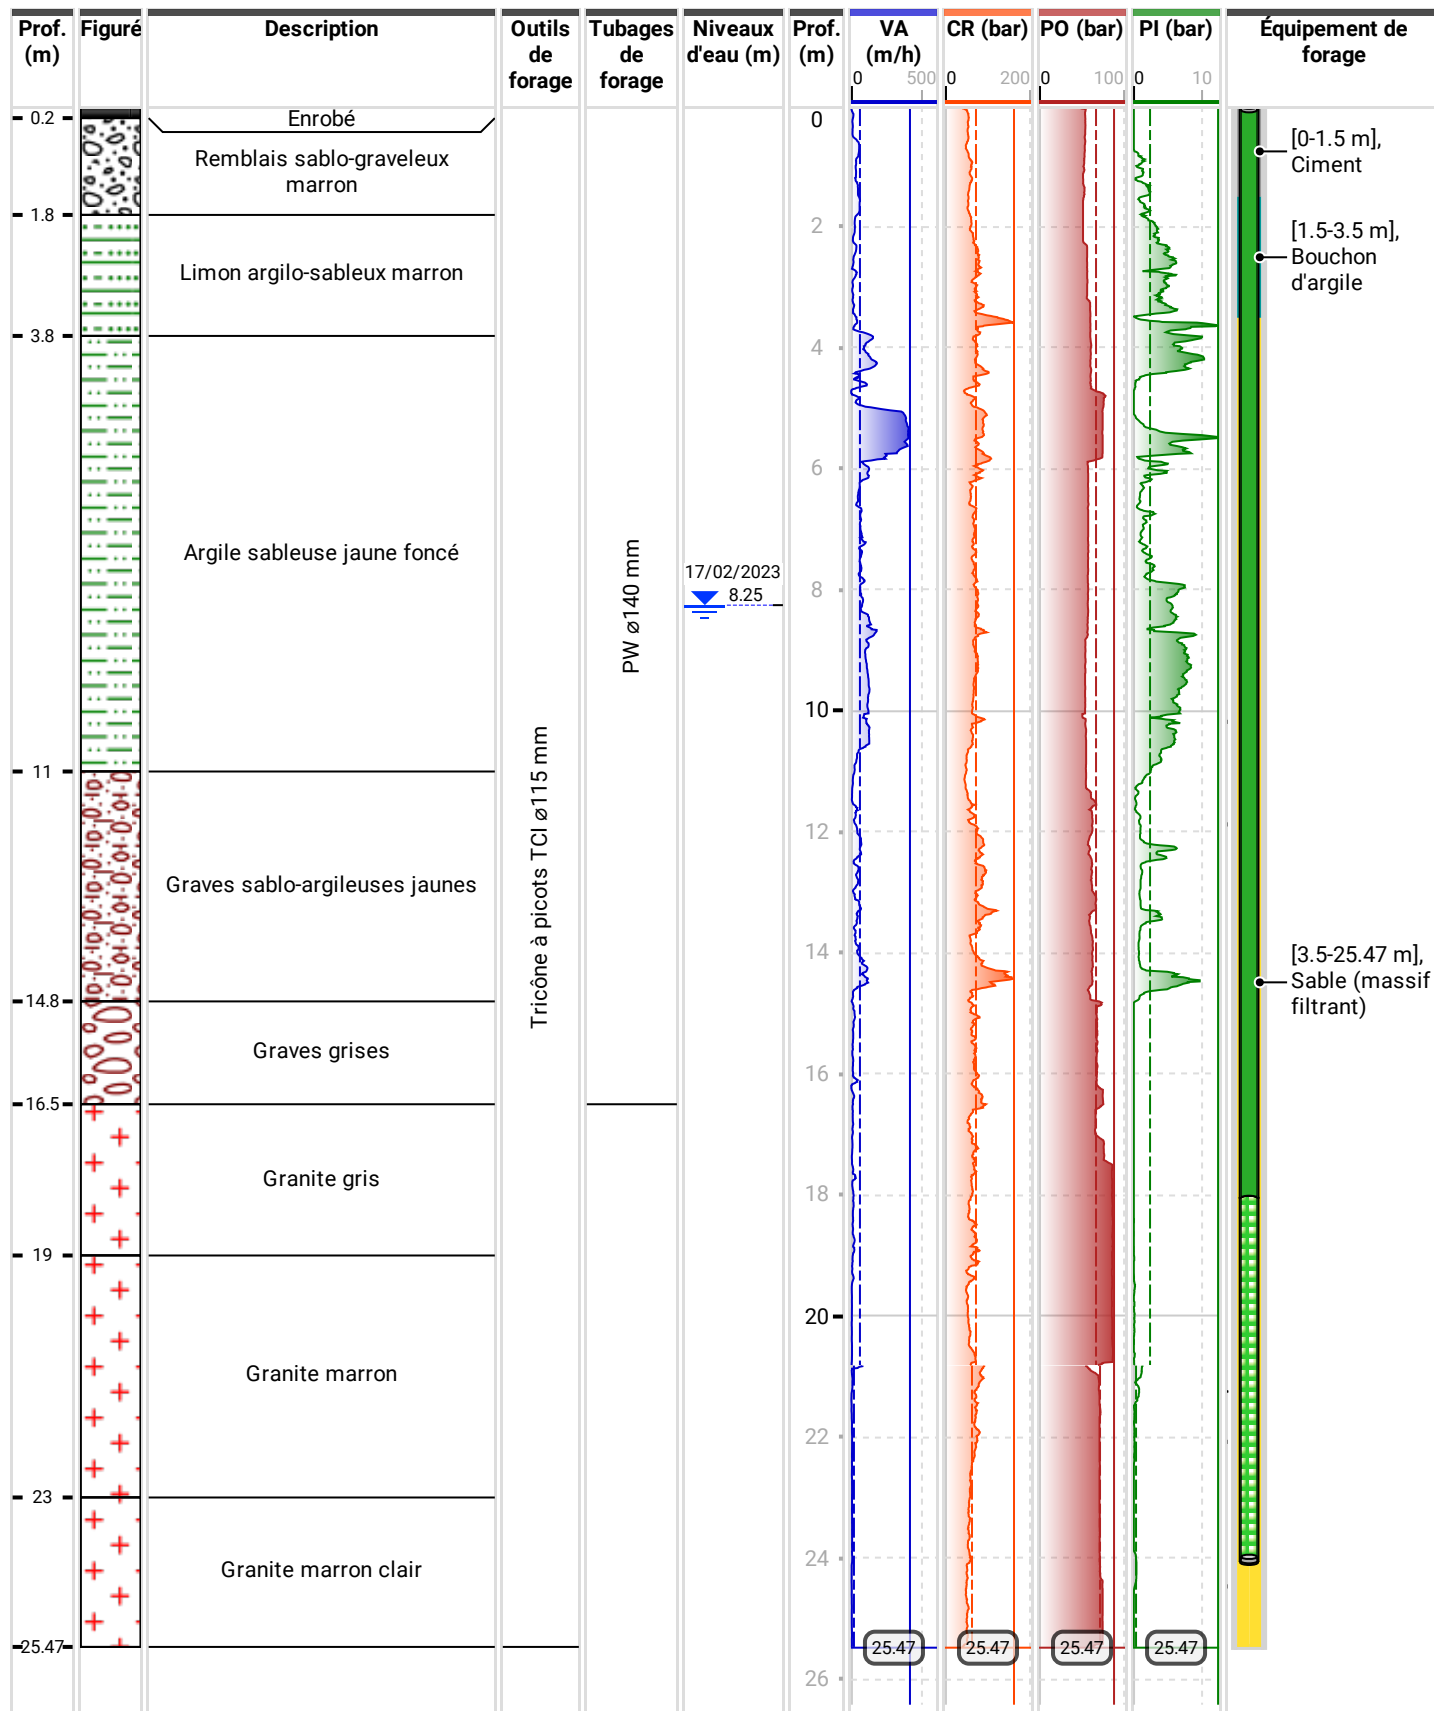 Prof. (m)
Figuré
Description
Outils de forage
Tubages de forage
Niveaux d'eau (m)
Prof. (m)
VA (m/h)
0 500
CR (bar)
0 200
PO (bar)
0 100
PI (bar)
0 10
Équipement de forage
0.2
1.8
3.8
11
14.8
16.5
19
23
25.47
Enrobé
Remblais sablo-graveleux
marron
Limon argilo-sableux marron
Argile sableuse jaune foncé
Graves sablo-argileuses jaunes
Graves grises
Granite gris
Granite marron
Granite marron clair
Tricône à picots TCI ⌀115 mm
PW ⌀140 mm
17/02/2023
8.25
0
2
4
6
8
10
12
14
16
18
20
22
24
26
25.47
25.47
25.47
25.47
[0-1.5 m],
Ciment
[1.5-3.5 m],
Bouchon
d'argile
[3.5-25.47 m],
Sable (massif
filtrant)